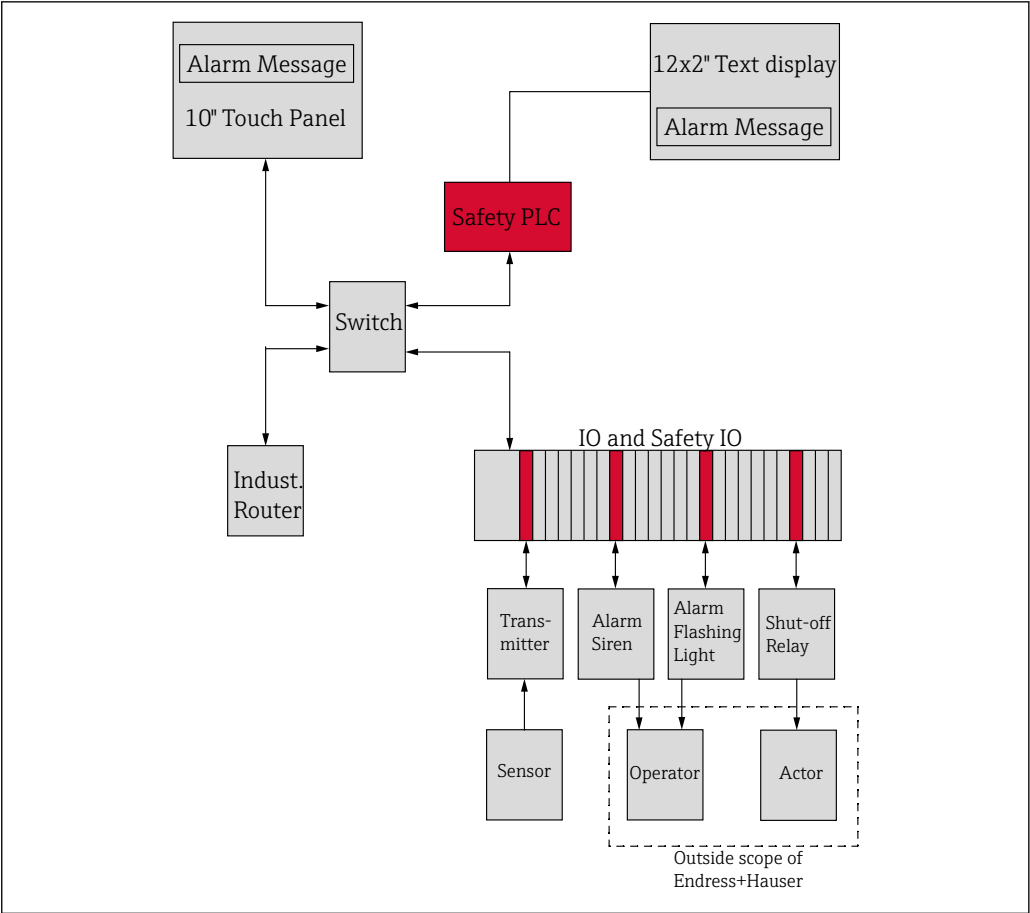 Alarm Message
10" Touch Panel
12x2" Text display
Alarm Message
Safety PLC
Switch
Indust.
Router
IO and Safety IO
Trans-
mitter
Alarm
Siren
Alarm
Flashing
Light
Shut-off
Relay
Sensor
Operator
Actor
Outside scope of
Endress+Hauser